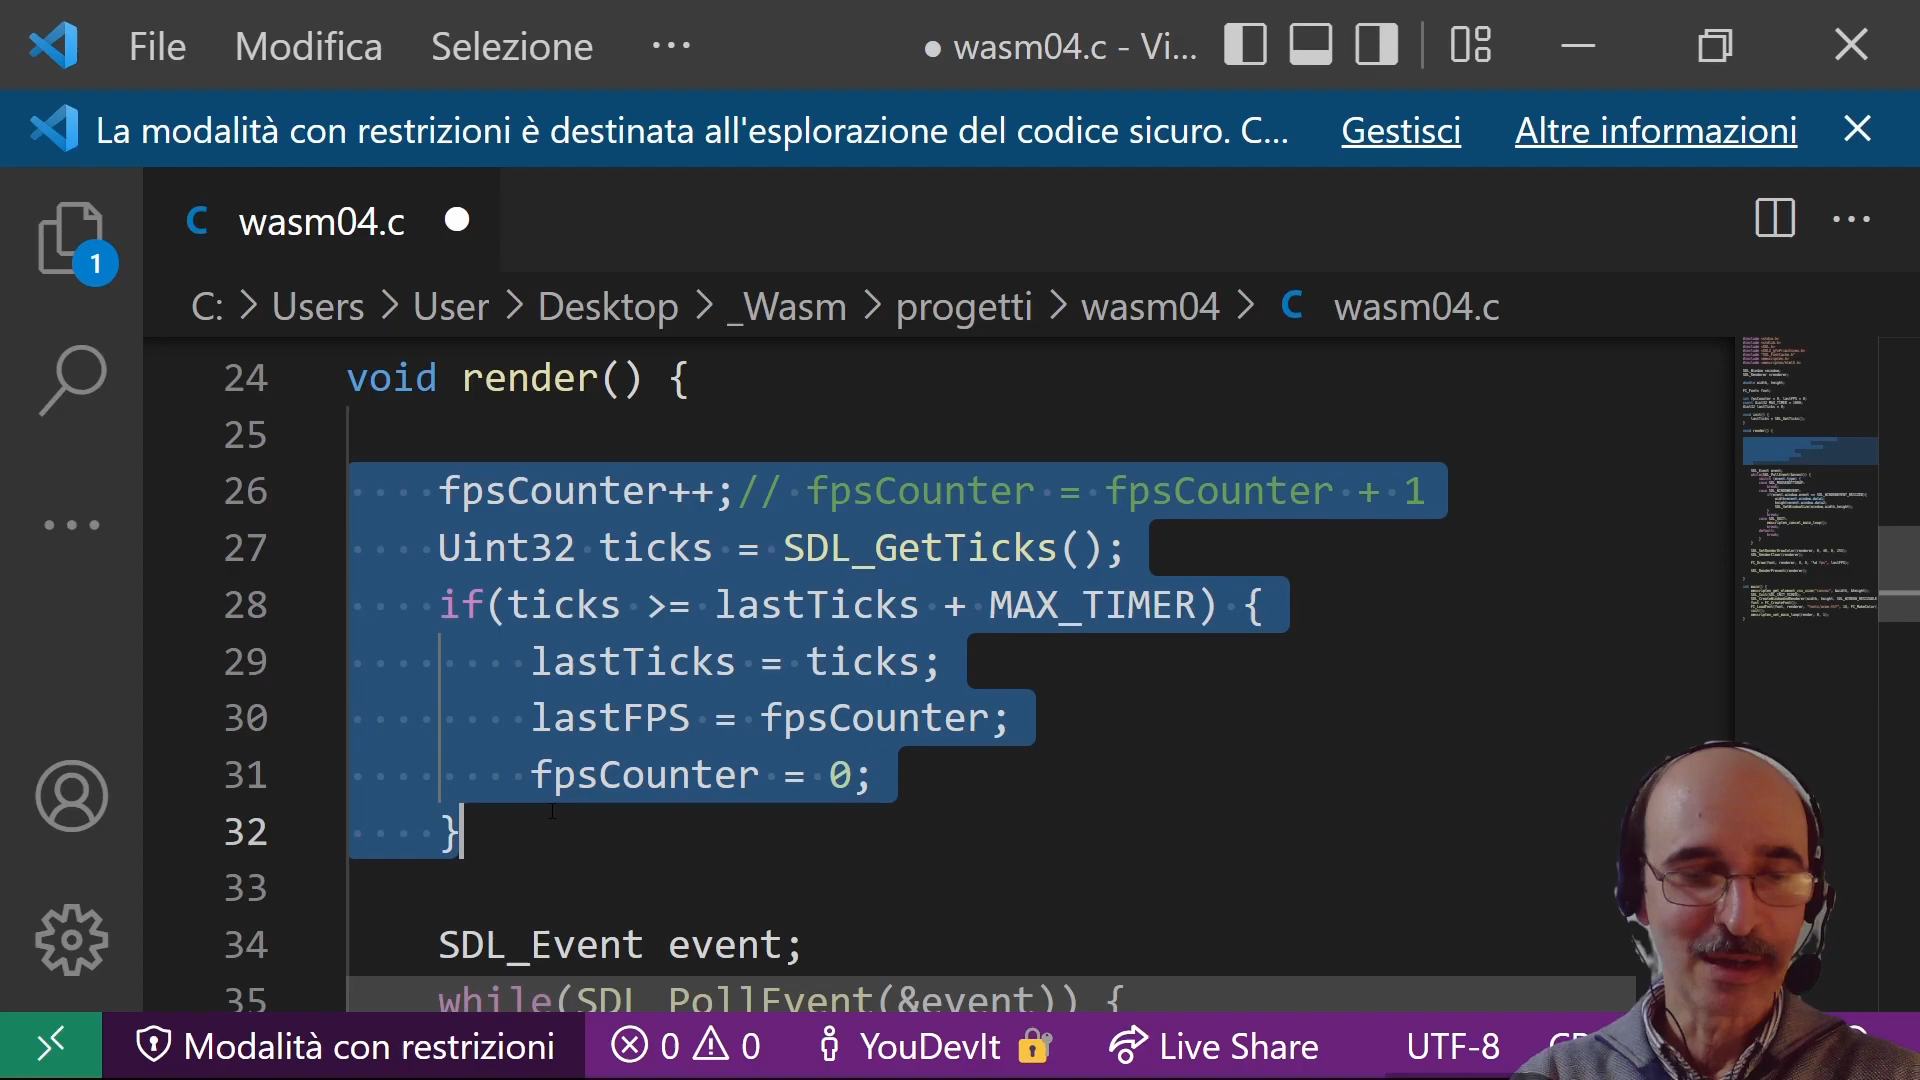 File Modifica Selezione ··· ● wasm04.c - Vi...
La modalità con restrizioni è destinata all'esplorazione del codice sicuro. C... Gestisci Altre informazioni
1
C wasm04.c
C: > Users > User > Desktop > _Wasm > progetti > wasm04 > C wasm04.c
24 void render() {
25
26 fpsCounter++;// fpsCounter = fpsCounter + 1
27 Uint32 ticks = SDL_GetTicks();
28 if(ticks >= lastTicks + MAX_TIMER) {
29 lastTicks = ticks;
30 lastFPS = fpsCounter;
31 fpsCounter = 0;
32 }
33
34 SDL_Event event;
35 while(SDL_PollEvent(&event)) {
Modalità con restrizioni 0 0 YouDevIt Live Share UTF-8